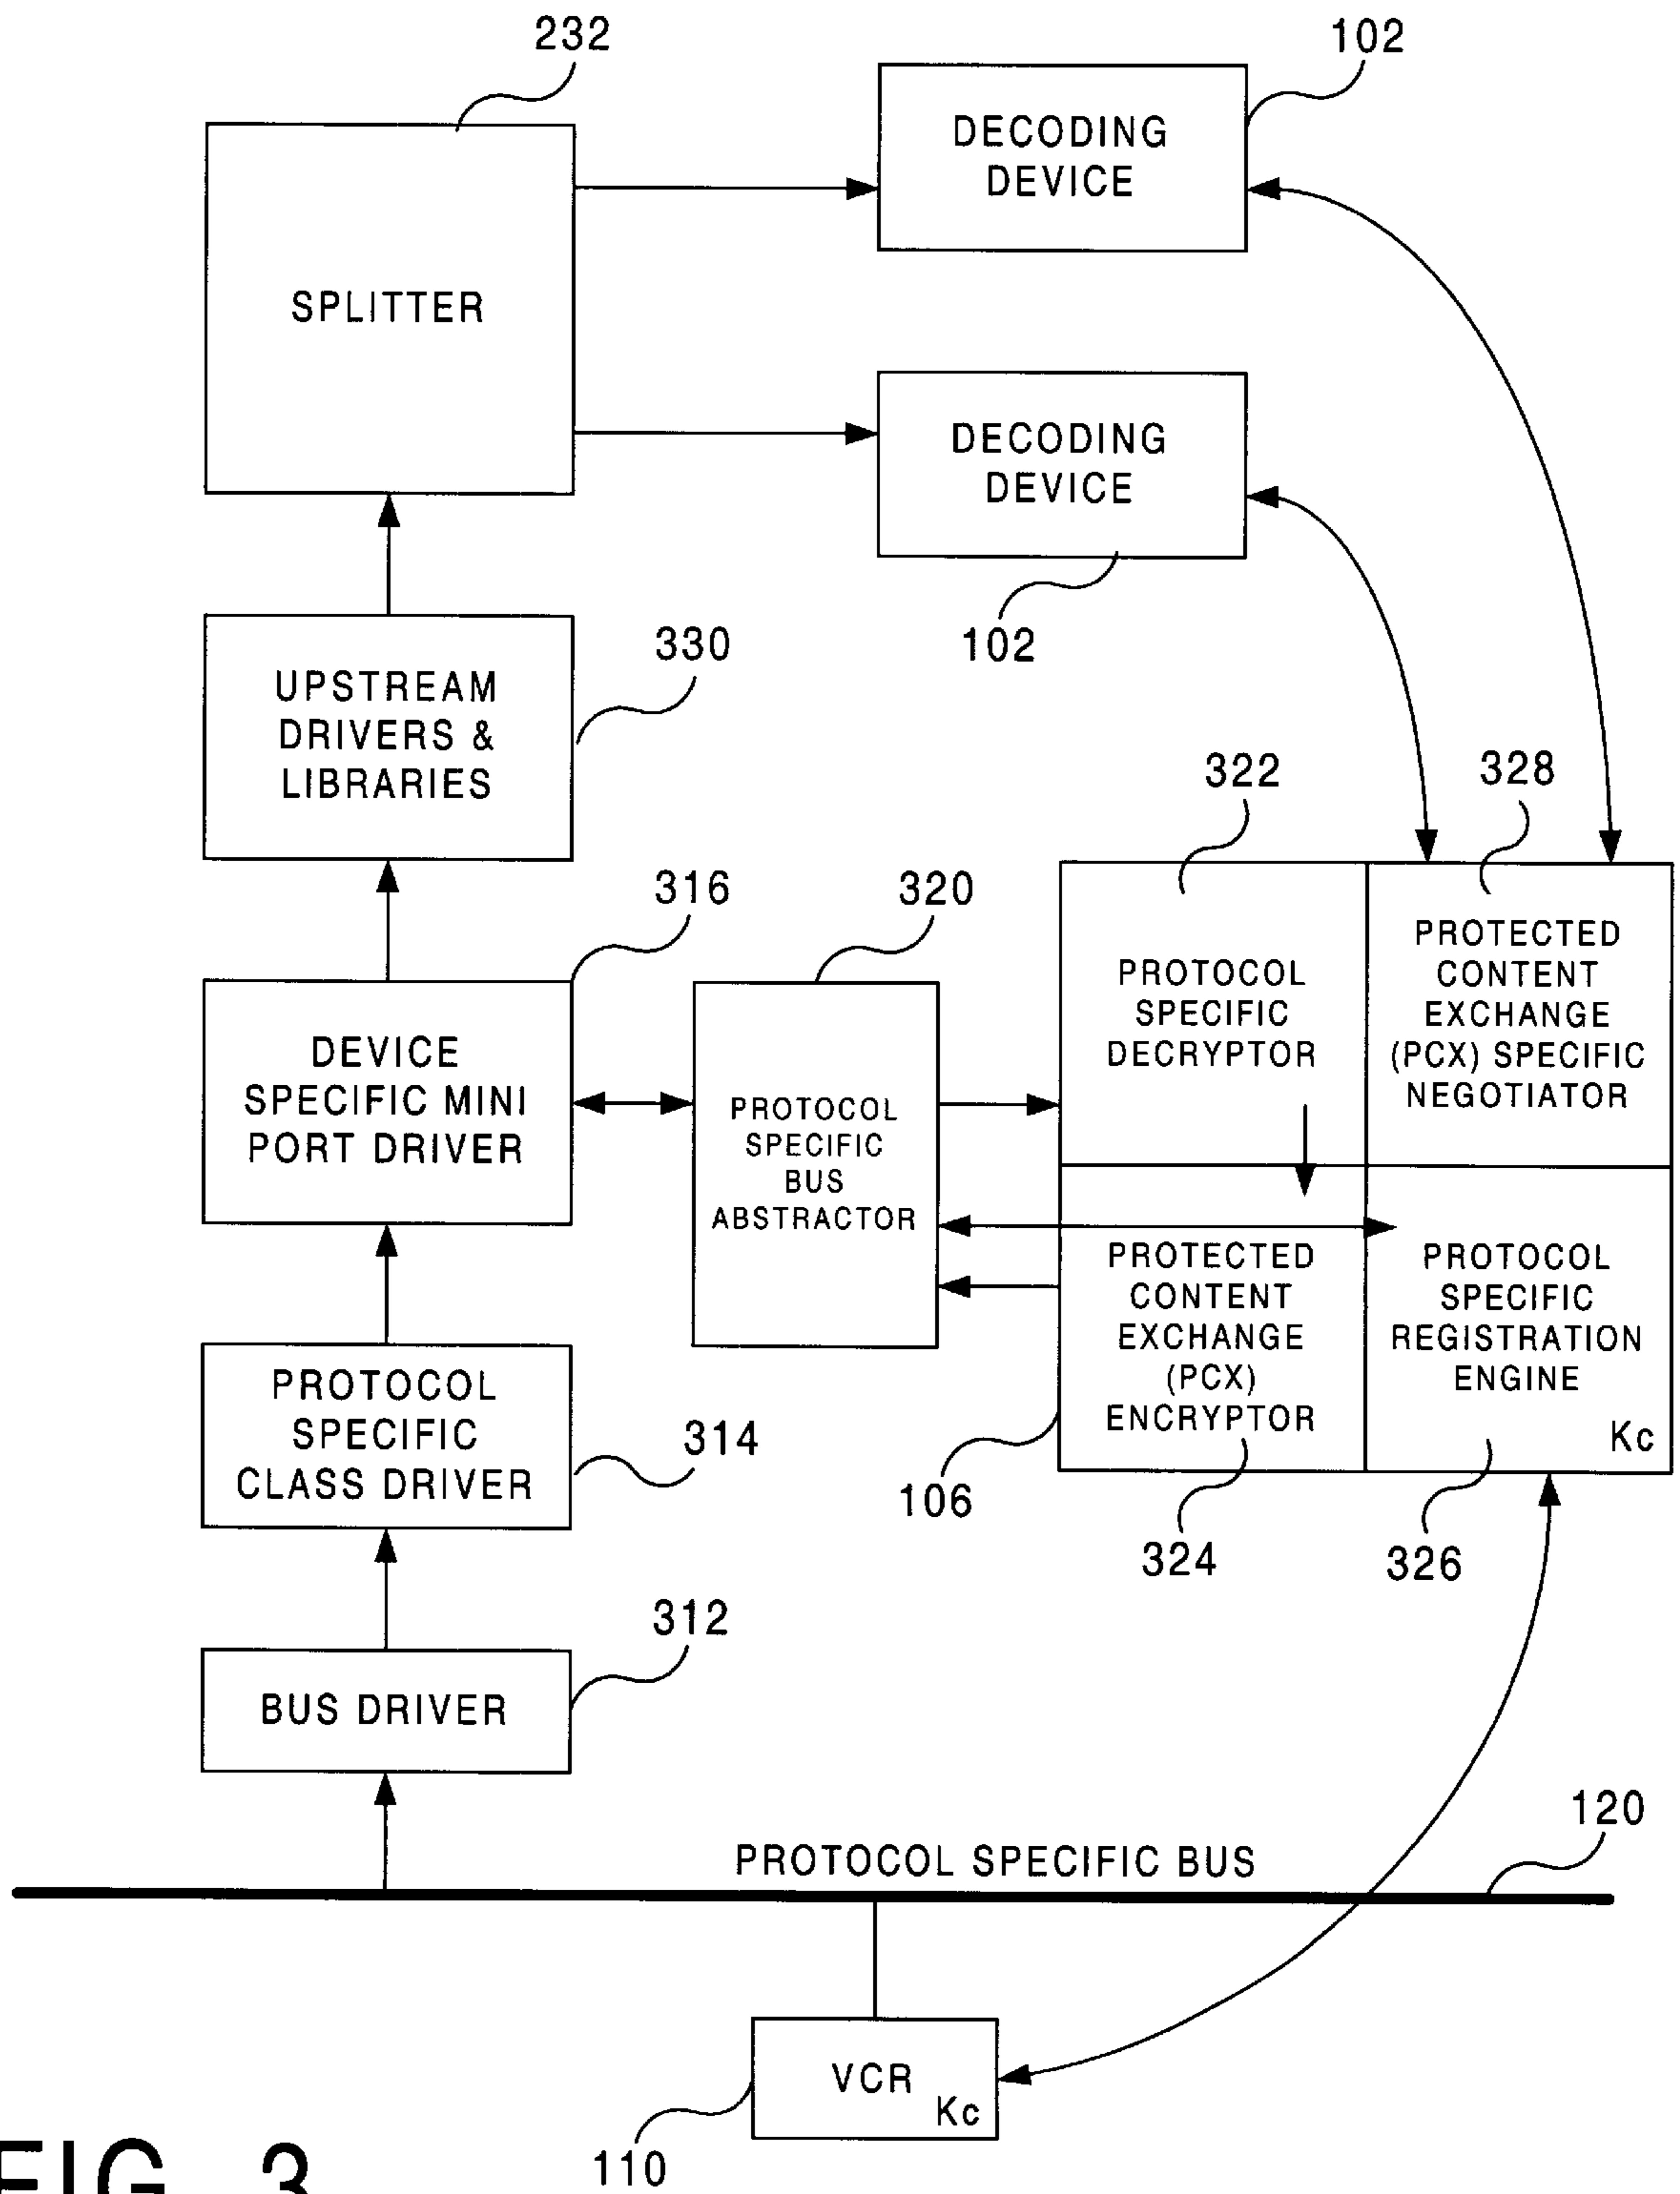 232
102
DECODING
DEVICE
SPLITTER
DECODING
DEVICE
102
330
UPSTREAM
DRIVERS &
LIBRARIES
322
328
316
320
PROTECTED
CONTENT
EXCHANGE
(PCX) SPECIFIC
NEGOTIATOR
PROTOCOL
SPECIFIC
DECRYPTOR
DEVICE
SPECIFIC MINI
PORT DRIVER
PROTOCOL
SPECIFIC
BUS
ABSTRACTOR
PROTECTED
CONTENT
EXCHANGE
(PCX)
ENCRYPTOR
PROTOCOL
SPECIFIC
REGISTRATION
ENGINE
Kc
PROTOCOL
SPECIFIC
CLASS DRIVER
314
106
324
326
312
BUS DRIVER
120
PROTOCOL SPECIFIC BUS
VCR
Kc
110
FIG. 3